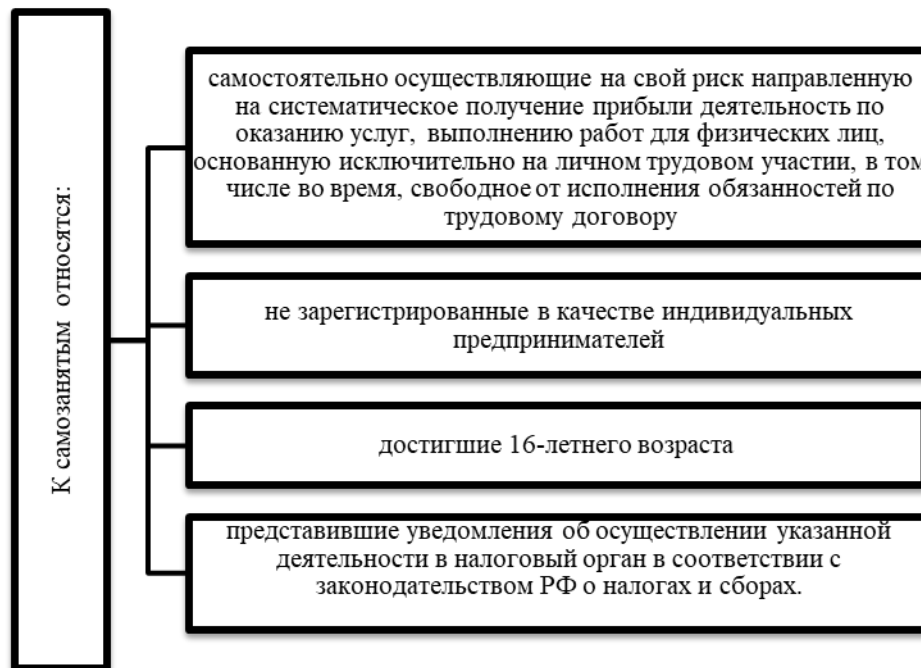 К самозанятым относятся:
самостоятельно осуществляющие на свой риск направленную
на систематическое получение прибыли деятельность по
оказанию услуг, выполнению работ для физических лиц,
основанную исключительно на личном трудовом участии, в том
числе во время, свободное от исполнения обязанностей по
трудовому договору
не зарегистрированные в качестве индивидуальных
предпринимателей
достигшие 16-летнего возраста
представившие уведомления об осуществлении указанной
деятельности в налоговый орган в соответствии с
законодательством РФ о налогах и сборах.